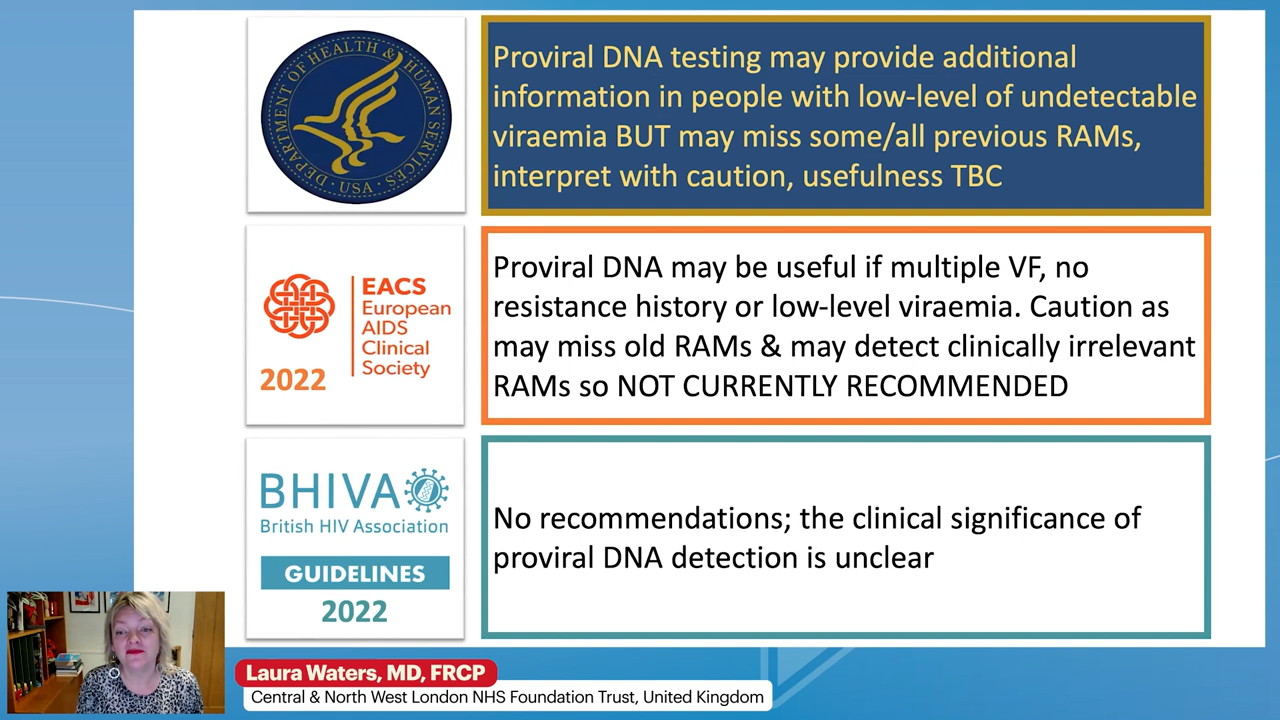 DEPARTMENT OF HEALTH & HUMAN SERVICES · USA
Proviral DNA testing may provide additional
information in people with low-level of undetectable
viraemia BUT may miss some/all previous RAMs,
interpret with caution, usefulness TBC
EACS
European
AIDS
Clinical
Society
2022
Proviral DNA may be useful if multiple VF, no
resistance history or low-level viraemia. Caution as
may miss old RAMs & may detect clinically irrelevant
RAMs so NOT CURRENTLY RECOMMENDED
BHIVA
British HIV Association
GUIDELINES
2022
No recommendations; the clinical significance of
proviral DNA detection is unclear
Laura Waters, MD, FRCP
Central & North West London NHS Foundation Trust, United Kingdom